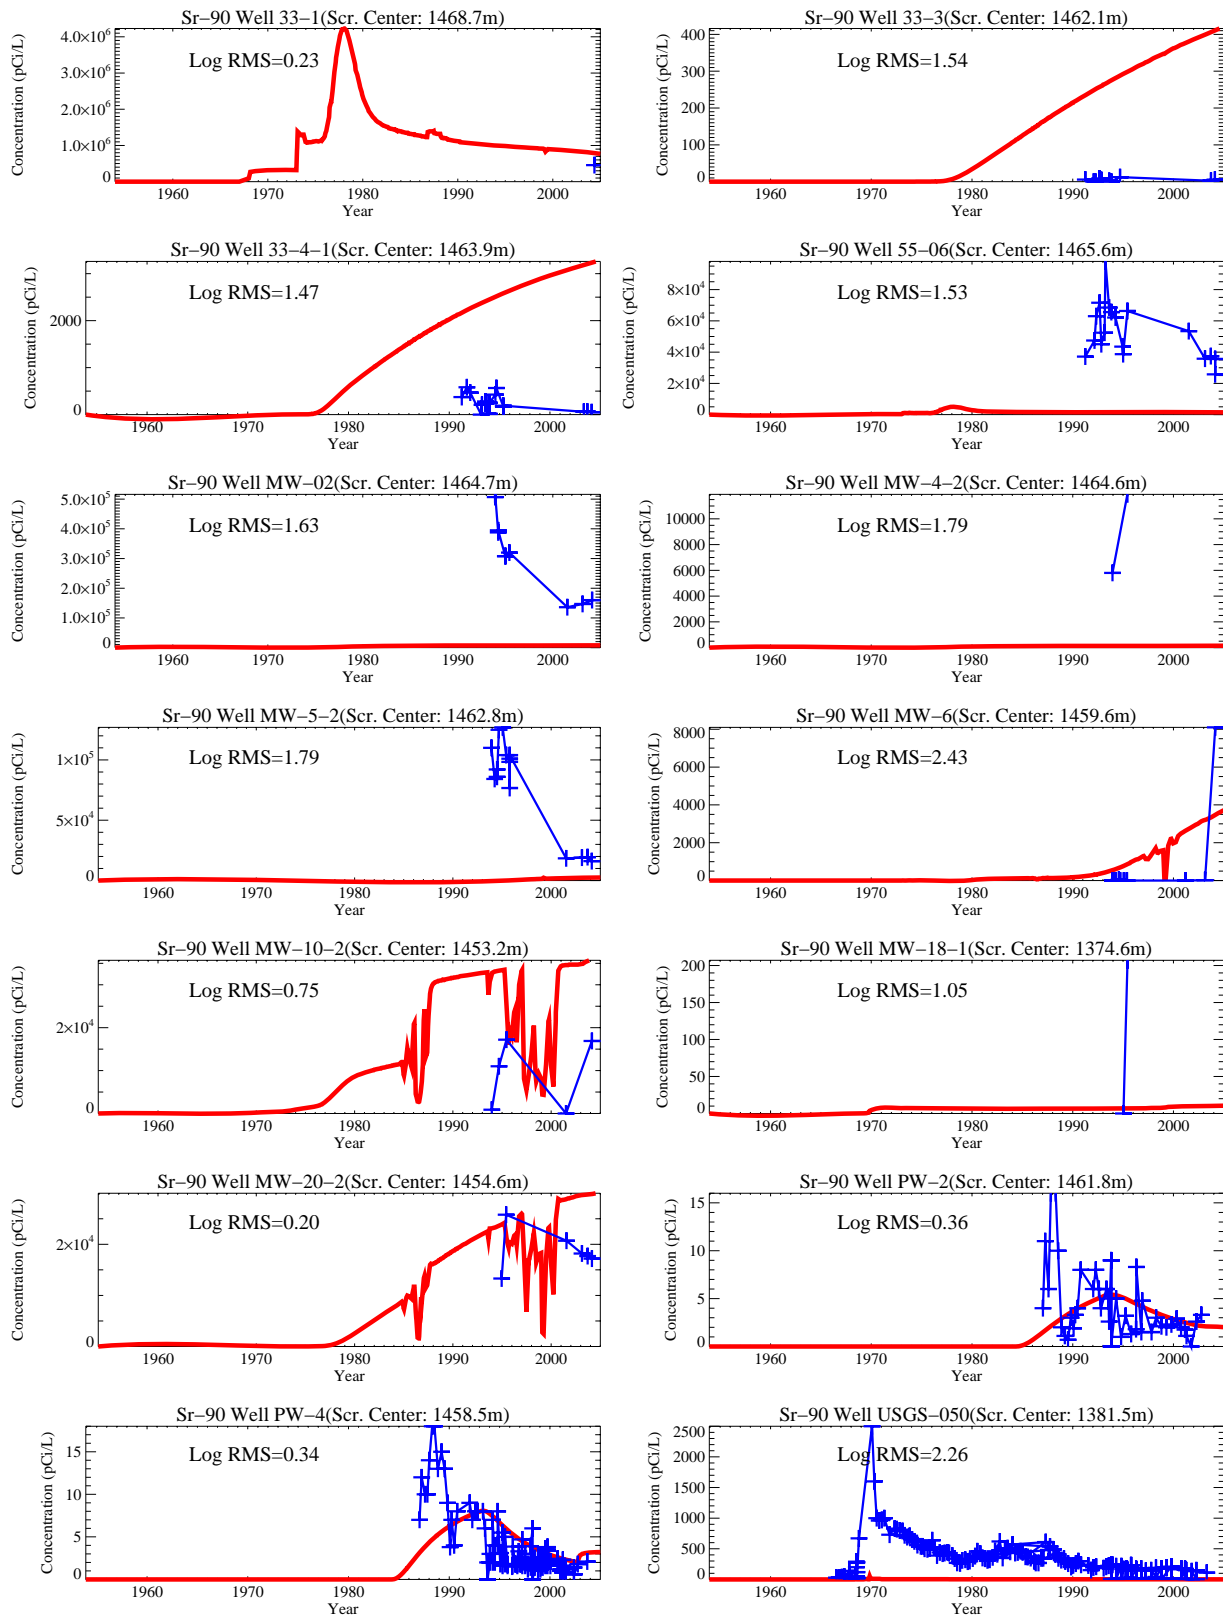 Sr−90 Well 33−1(Scr. Center: 1468.7m)
Log RMS=0.23
Concentration (pCi/L)
4.0×10⁶
3.0×10⁶
2.0×10⁶
1.0×10⁶
0
1960 1970 1980 1990 2000
Year
Sr−90 Well 33−3(Scr. Center: 1462.1m)
Log RMS=1.54
Concentration (pCi/L)
400
300
200
100
0
1960 1970 1980 1990 2000
Year
Sr−90 Well 33−4−1(Scr. Center: 1463.9m)
Log RMS=1.47
Concentration (pCi/L)
2000
0
1960 1970 1980 1990 2000
Year
Sr−90 Well 55−06(Scr. Center: 1465.6m)
Log RMS=1.53
Concentration (pCi/L)
8×10⁴
6×10⁴
4×10⁴
2×10⁴
0
1960 1970 1980 1990 2000
Year
Sr−90 Well MW−02(Scr. Center: 1464.7m)
Log RMS=1.63
Concentration (pCi/L)
5.0×10⁵
4.0×10⁵
3.0×10⁵
2.0×10⁵
1.0×10⁵
0
1960 1970 1980 1990 2000
Year
Sr−90 Well MW−4−2(Scr. Center: 1464.6m)
Log RMS=1.79
Concentration (pCi/L)
10000
8000
6000
4000
2000
0
1960 1970 1980 1990 2000
Year
Sr−90 Well MW−5−2(Scr. Center: 1462.8m)
Log RMS=1.79
Concentration (pCi/L)
1×10⁵
5×10⁴
0
1960 1970 1980 1990 2000
Year
Sr−90 Well MW−6(Scr. Center: 1459.6m)
Log RMS=2.43
Concentration (pCi/L)
8000
6000
4000
2000
0
1960 1970 1980 1990 2000
Year
Sr−90 Well MW−10−2(Scr. Center: 1453.2m)
Log RMS=0.75
Concentration (pCi/L)
2×10⁴
0
1960 1970 1980 1990 2000
Year
Sr−90 Well MW−18−1(Scr. Center: 1374.6m)
Log RMS=1.05
Concentration (pCi/L)
200
150
100
50
0
1960 1970 1980 1990 2000
Year
Sr−90 Well MW−20−2(Scr. Center: 1454.6m)
Log RMS=0.20
Concentration (pCi/L)
2×10⁴
0
1960 1970 1980 1990 2000
Year
Sr−90 Well PW−2(Scr. Center: 1461.8m)
Log RMS=0.36
Concentration (pCi/L)
15
10
5
0
1960 1970 1980 1990 2000
Year
Sr−90 Well PW−4(Scr. Center: 1458.5m)
Log RMS=0.34
Concentration (pCi/L)
15
10
5
0
1960 1970 1980 1990 2000
Year
Sr−90 Well USGS−050(Scr. Center: 1381.5m)
Log RMS=2.26
Concentration (pCi/L)
2500
2000
1500
1000
500
0
1960 1970 1980 1990 2000
Year